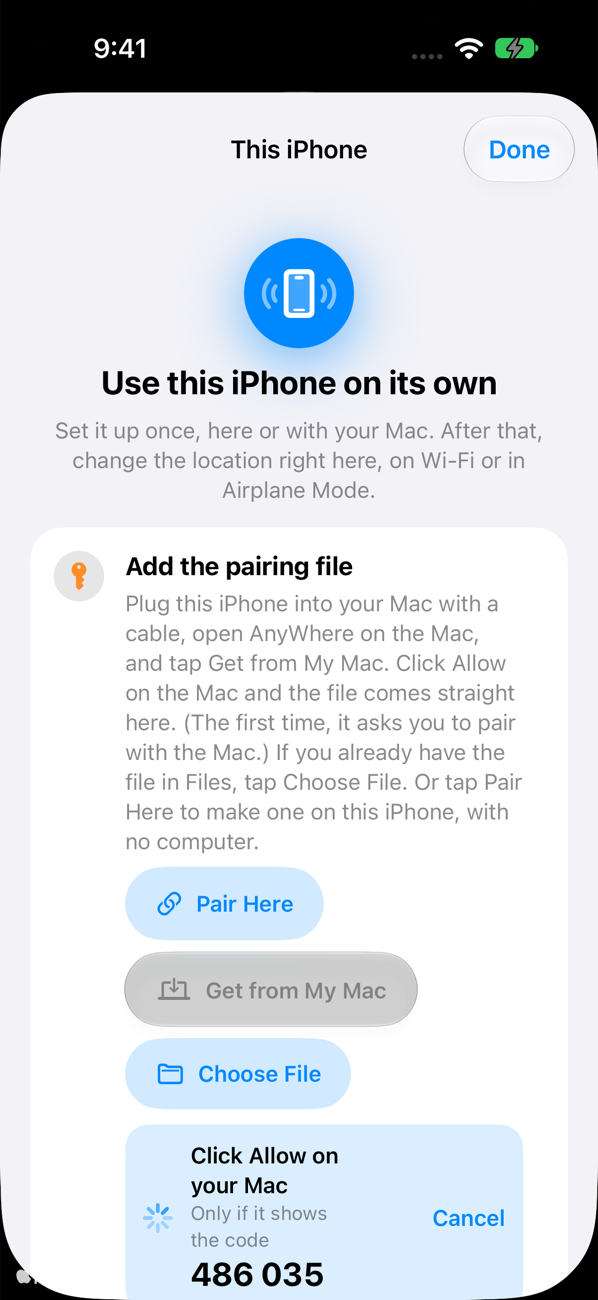 9:41
This iPhone
Done
Use this iPhone on its own
Set it up once, here or with your Mac. After that,
change the location right here, on Wi-Fi or in
Airplane Mode.
Add the pairing file
Plug this iPhone into your Mac with a
cable, open AnyWhere on the Mac,
and tap Get from My Mac. Click Allow
on the Mac and the file comes straight
here. (The first time, it asks you to pair
with the Mac.) If you already have the
file in Files, tap Choose File. Or tap Pair
Here to make one on this iPhone, with
no computer.
Pair Here
Get from My Mac
Choose File
Click Allow on
your Mac
Only if it shows
the code
Cancel
486 035